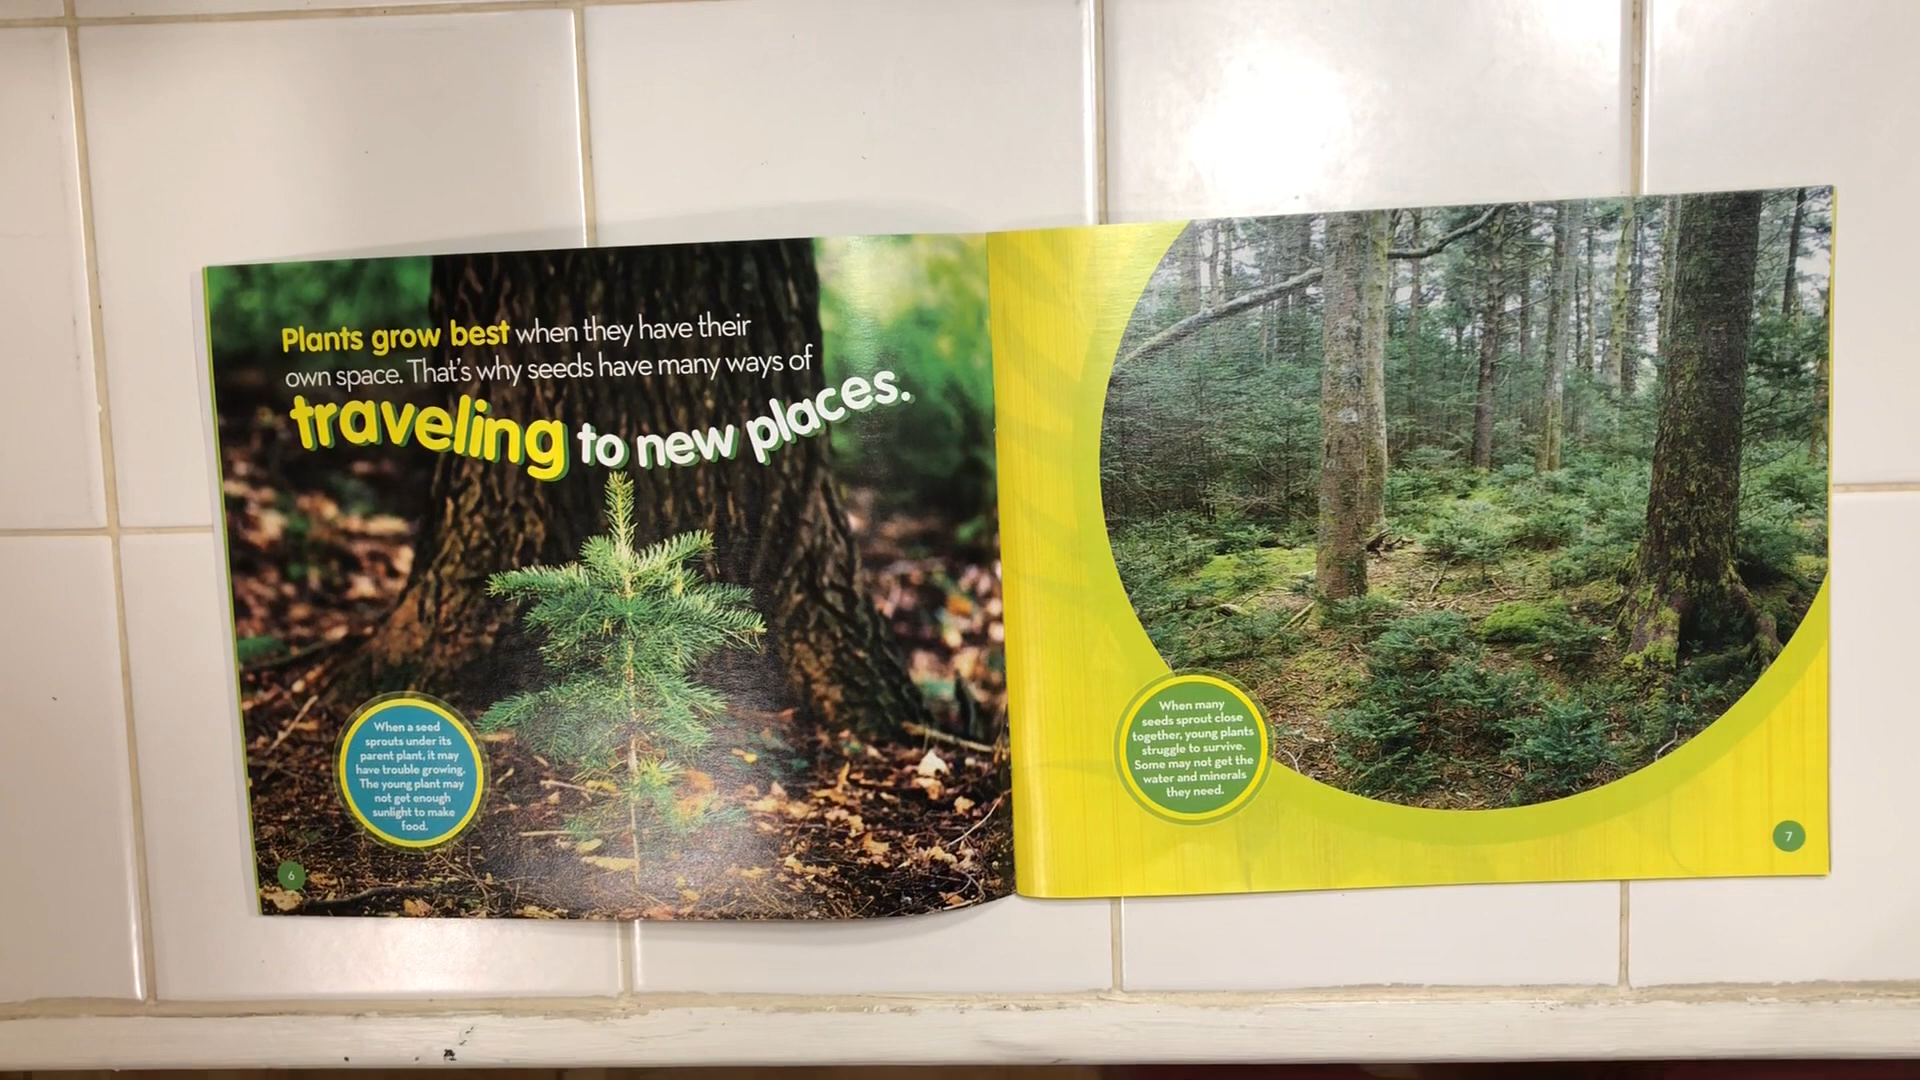 Plants grow best when they have their
own space. That's why seeds have many ways of
traveling to new places.
When a seed
sprouts under its
parent plant, it may
have trouble growing.
The young plant may
not get enough
sunlight to make
food.
6
When many
seeds sprout close
together, young plants
struggle to survive.
Some may not get the
water and minerals
they need.
7